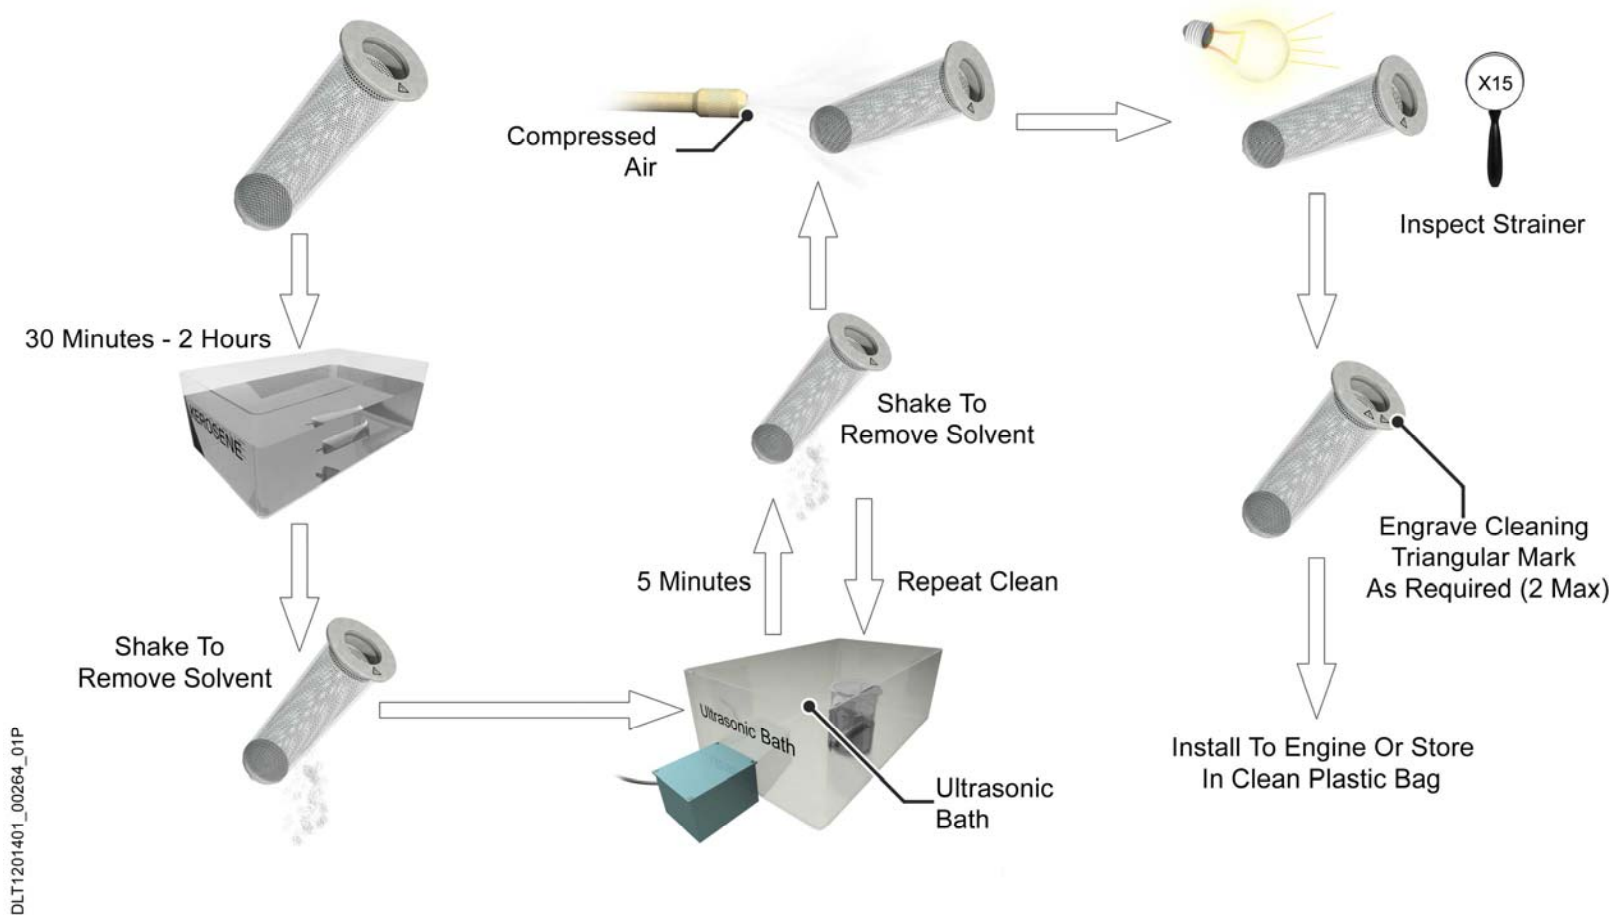 Compressed
Air
X15
Inspect Strainer
30 Minutes - 2 Hours
KEROSENE
Shake To
Remove Solvent
Shake To
Remove Solvent
5 Minutes
Repeat Clean
Ultrasonic Bath
Ultrasonic
Bath
Engrave Cleaning
Triangular Mark
As Required (2 Max)
Install To Engine Or Store
In Clean Plastic Bag
DLT1201401_00264_01P